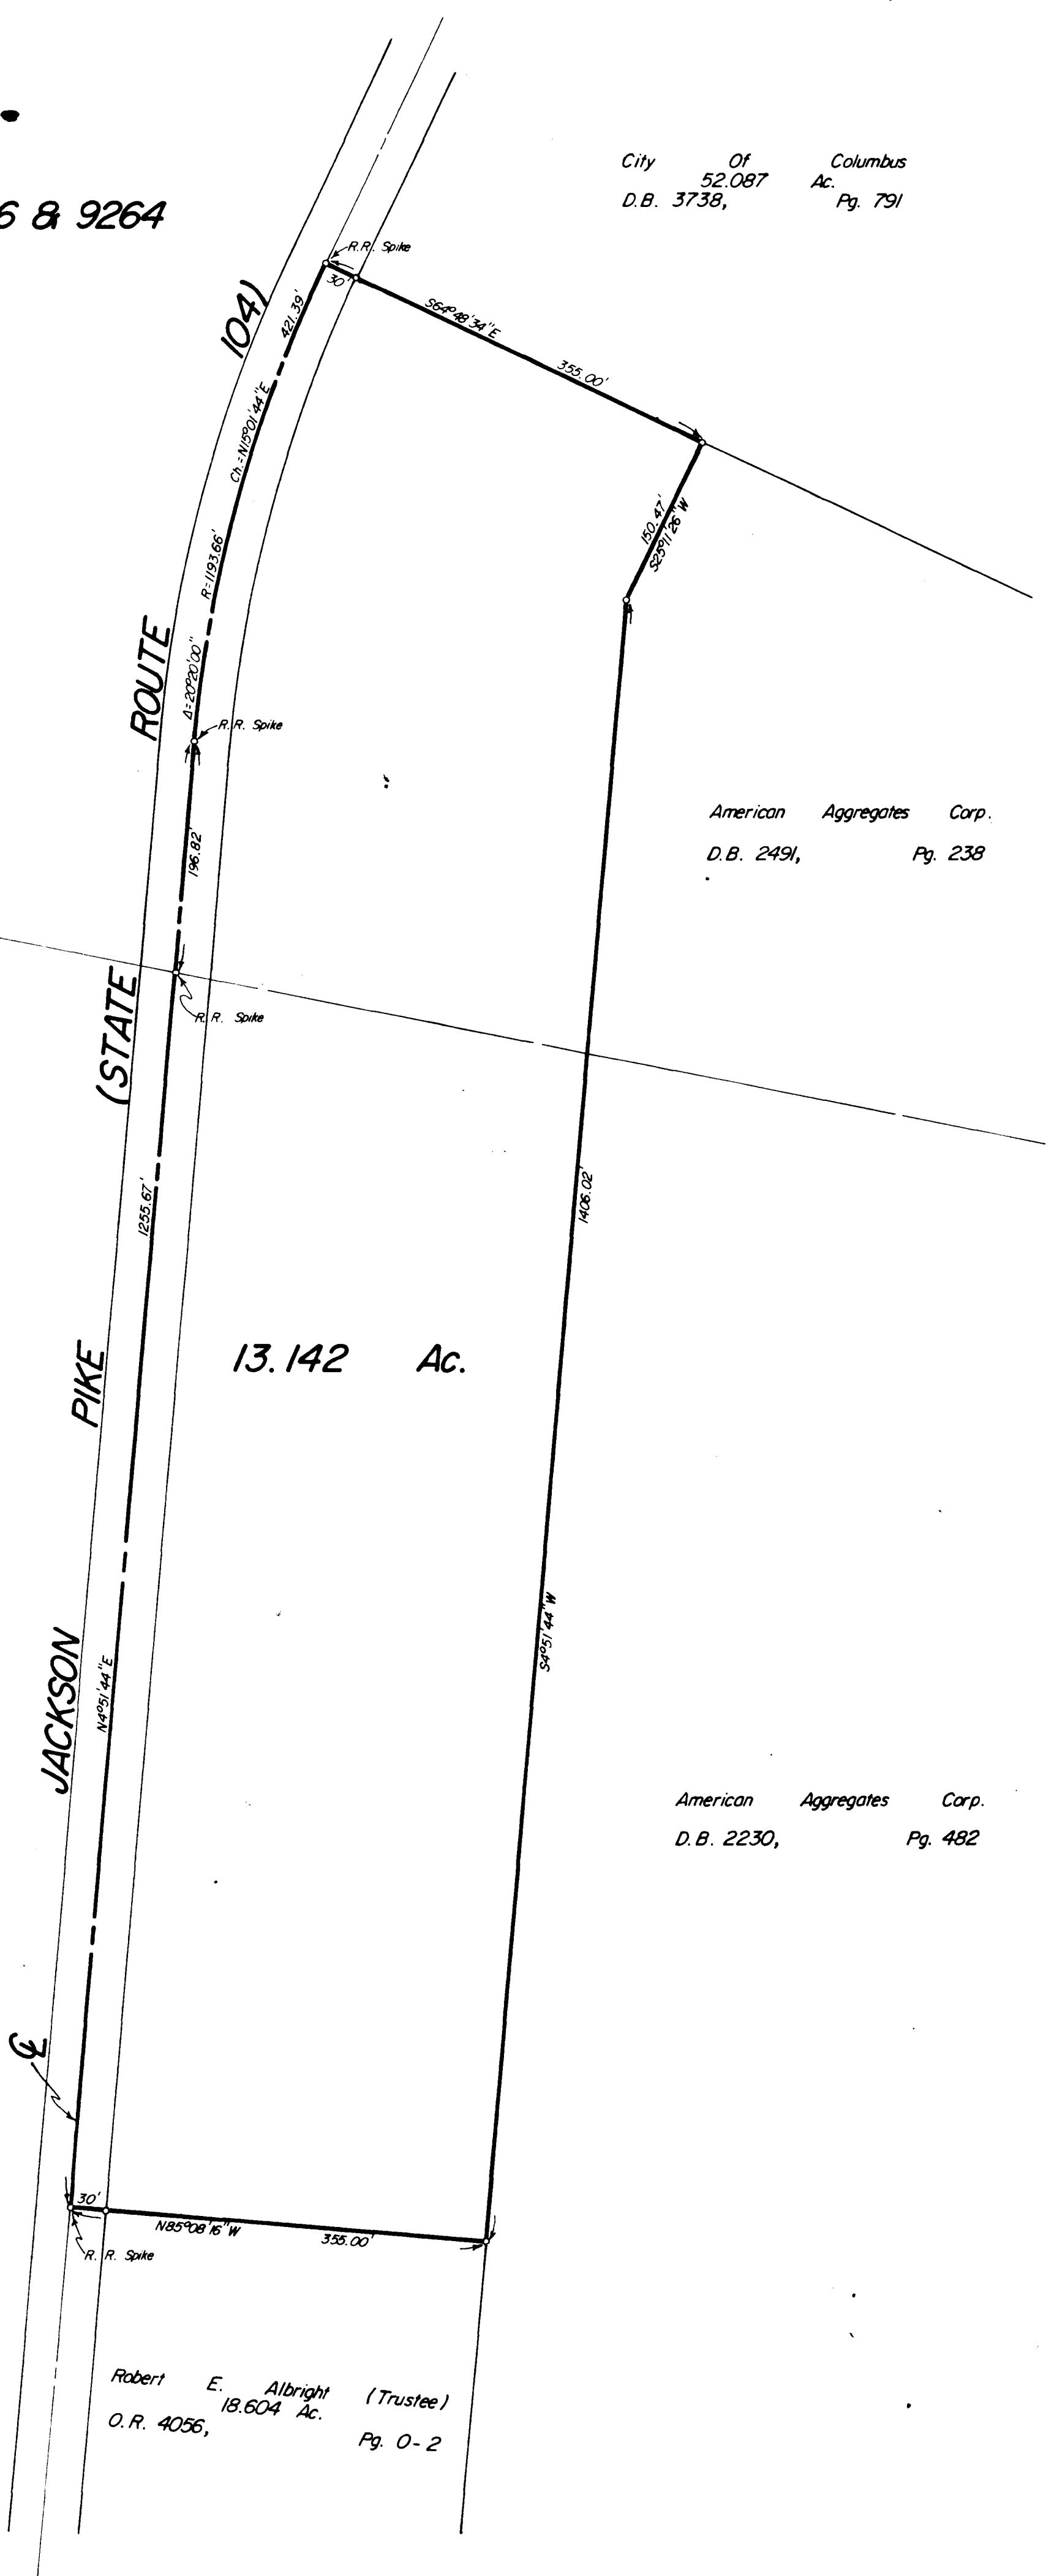 City Of Columbus
52.087 Ac.
D.B. 3738, Pg. 791
6 & 9264
R.R. Spike
30'
104)
421.39'
S64°48'34"E
355.00'
Ch.=N15°01'44"E
150.47'
S25°11'26"W
R=1193.66'
ROUTE
Δ=20°20'00"
R.R. Spike
196.82'
American Aggregates Corp.
D.B. 2491, Pg. 238
(STATE
R.R. Spike
1255.67'
1406.02'
PIKE
13.142 Ac.
S4°51'44"W
JACKSON
N4°51'44"E
American Aggregates Corp.
D.B. 2230, Pg. 482
℄
30'
N85°08'16"W
355.00'
R.R. Spike
Robert E. Albright (Trustee)
18.604 Ac.
O.R. 4056, Pg. O-2